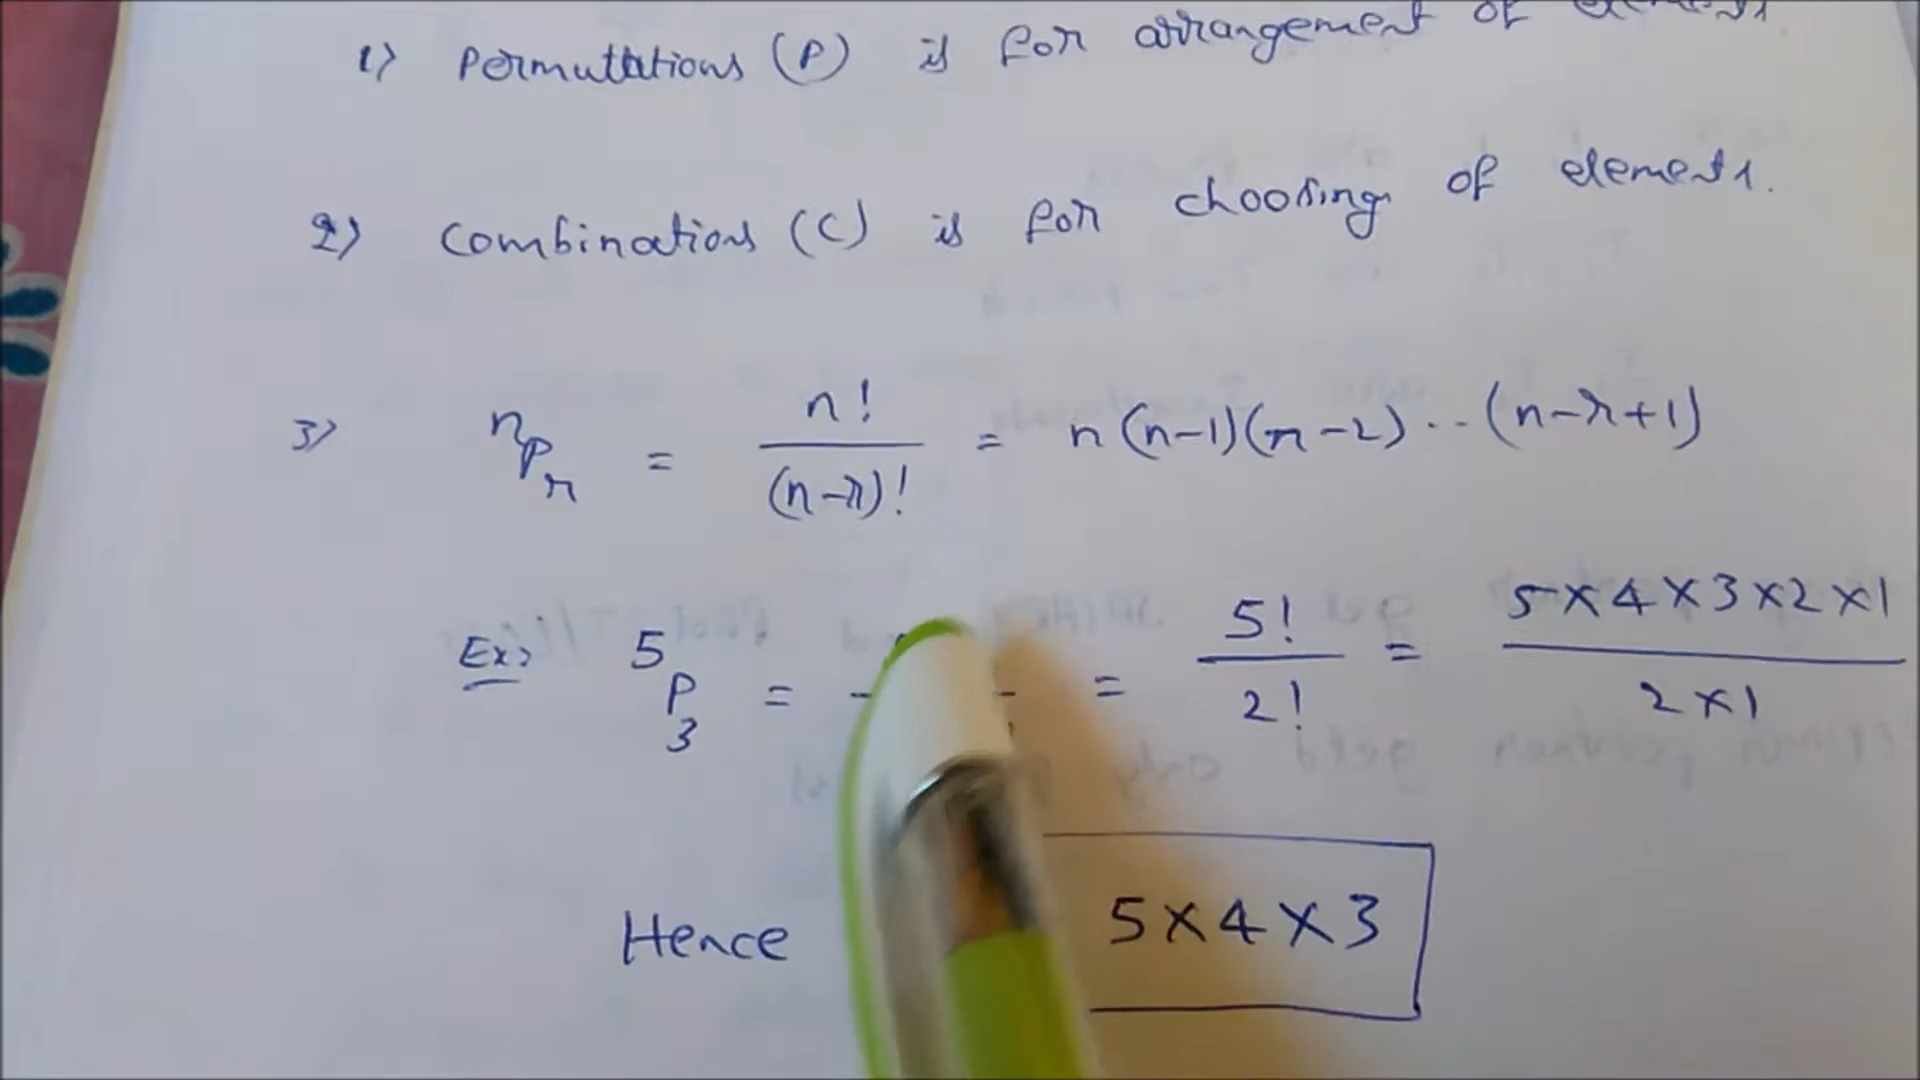 1) Permutations (P) is for arrangement of elements.
2) Combinations (C) is for choosing of elements.
3) nPr = n! / (n-r)! = n(n-1)(n-2)..(n-r+1)
Ex: 5P3 = = 5! / 2! = 5×4×3×2×1 / 2×1
Hence 5×4×3